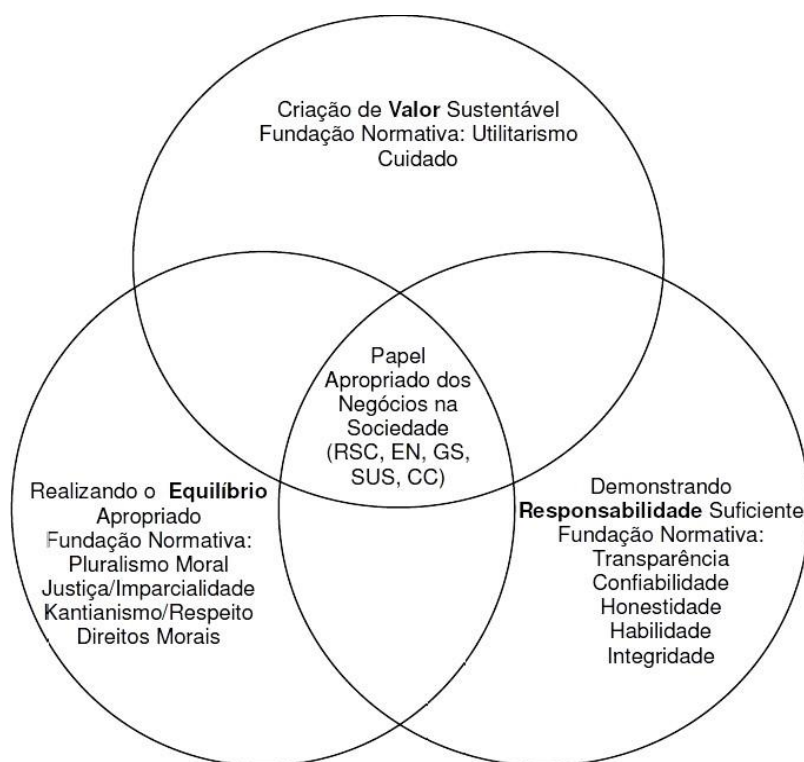 Criação de Valor Sustentável
Fundação Normativa: Utilitarismo
Cuidado
Papel
Apropriado dos
Negócios na
Sociedade
(RSC, EN, GS,
SUS, CC)
Realizando o Equilíbrio
Apropriado
Fundação Normativa:
Pluralismo Moral
Justiça/Imparcialidade
Kantianismo/Respeito
Direitos Morais
Demonstrando
Responsabilidade Suficiente
Fundação Normativa:
Transparência
Confiabilidade
Honestidade
Habilidade
Integridade